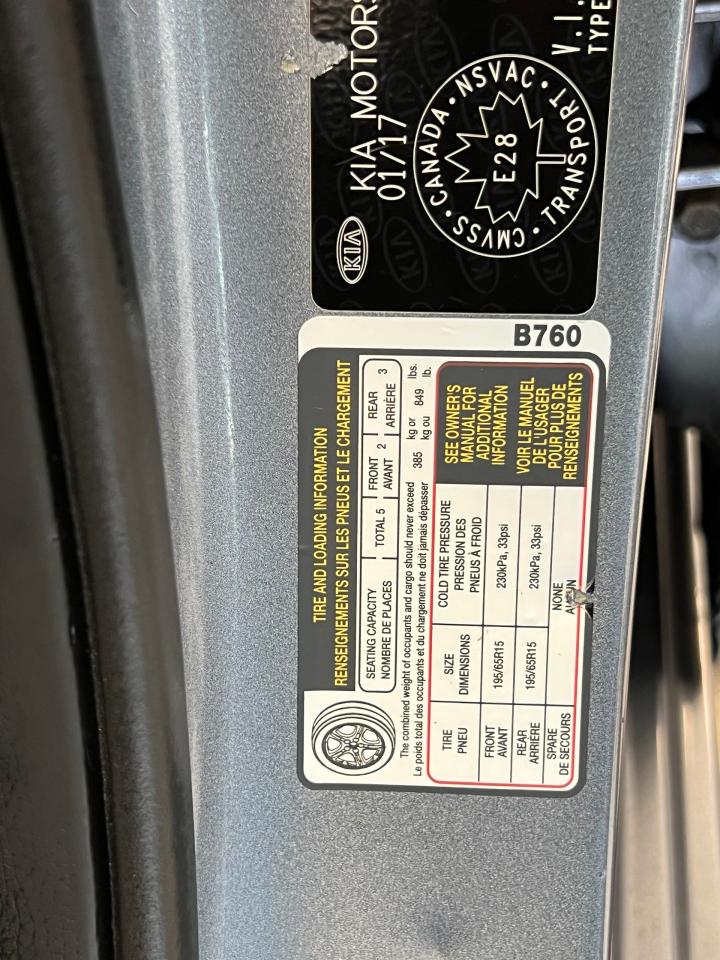 KIA
KIA MOTORS
01/17
CMVSS • CANADA • NSVAC • TRANSPORT •
E28
V.I.
TYPE
B760
TIRE AND LOADING INFORMATION
RENSEIGNEMENTS SUR LES PNEUS ET LE CHARGEMENT
SEATING CAPACITY TOTAL 5 FRONT 2 REAR 3
NOMBRE DE PLACES AVANT ARRIÈRE
The combined weight of occupants and cargo should never exceed 385 kg or 849 lbs.
Le poids total des occupants et du chargement ne doit jamais dépasser kg ou lb.
TIRE SIZE COLD TIRE PRESSURE
PNEU DIMENSIONS PRESSION DES
PNEUS À FROID
FRONT 195/65R15 230kPa, 33psi
AVANT
REAR 195/65R15 230kPa, 33psi
ARRIÈRE
SPARE NONE
DE SECOURS
SEE OWNER'S
MANUAL FOR
ADDITIONAL
INFORMATION
VOIR LE MANUEL
DE L'USAGER
POUR PLUS DE
RENSEIGNEMENTS